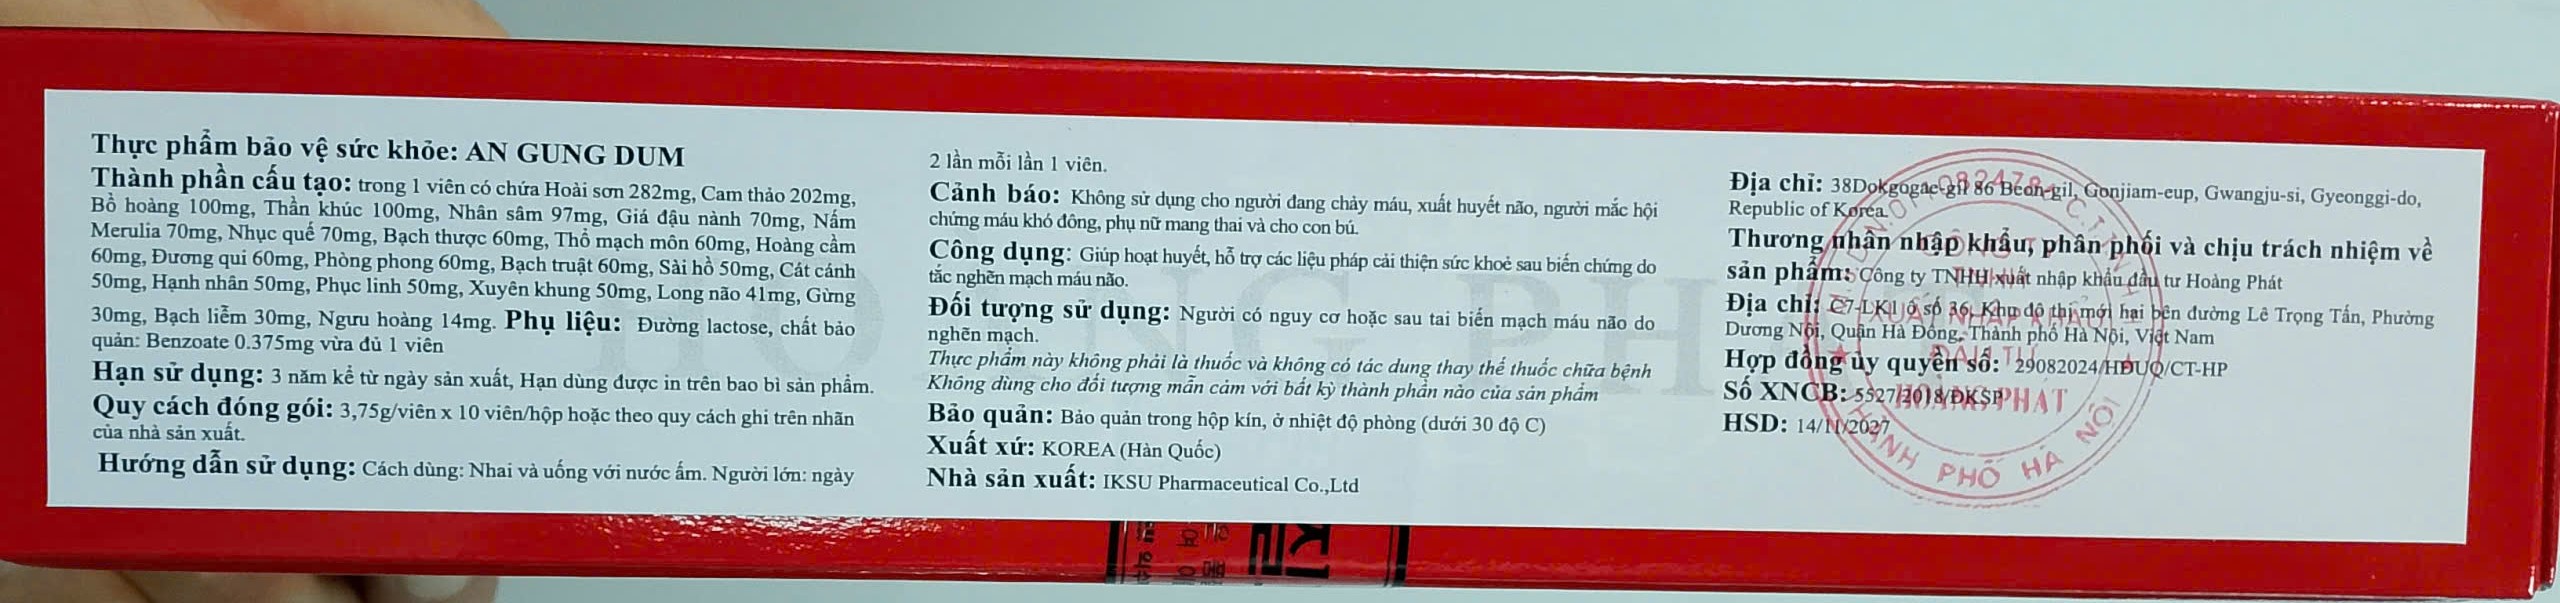 Thực phẩm bảo vệ sức khỏe: AN GUNG DUM
Thành phần cấu tạo: trong 1 viên có chứa Hoài sơn 282mg, Cam thảo 202mg,
Bồ hoàng 100mg, Thần khúc 100mg, Nhân sâm 97mg, Giá đậu nành 70mg, Nấm
Merulia 70mg, Nhục quế 70mg, Bạch thược 60mg, Thổ mạch môn 60mg, Hoàng cầm
60mg, Đương qui 60mg, Phòng phong 60mg, Bạch truật 60mg, Sài hồ 50mg, Cát cánh
50mg, Hạnh nhân 50mg, Phục linh 50mg, Xuyên khung 50mg, Long não 41mg, Gừng
30mg, Bạch liễm 30mg, Ngưu hoàng 14mg. Phụ liệu: Đường lactose, chất bảo
quản: Benzoate 0.375mg vừa đủ 1 viên
Hạn sử dụng: 3 năm kể từ ngày sản xuất, Hạn dùng được in trên bao bì sản phẩm.
Quy cách đóng gói: 3,75g/viên x 10 viên/hộp hoặc theo quy cách ghi trên nhãn
của nhà sản xuất.
Hướng dẫn sử dụng: Cách dùng: Nhai và uống với nước ấm. Người lớn: ngày
2 lần mỗi lần 1 viên.
Cảnh báo: Không sử dụng cho người đang chảy máu, xuất huyết não, người mắc hội
chứng máu khó đông, phụ nữ mang thai và cho con bú.
Công dụng: Giúp hoạt huyết, hỗ trợ các liệu pháp cải thiện sức khoẻ sau biến chứng do
tắc nghẽn mạch máu não.
Đối tượng sử dụng: Người có nguy cơ hoặc sau tai biến mạch máu não do
nghẽn mạch.
Thực phẩm này không phải là thuốc và không có tác dụng thay thế thuốc chữa bệnh
Không dùng cho đối tượng mẫn cảm với bất kỳ thành phần nào của sản phẩm
Bảo quản: Bảo quản trong hộp kín, ở nhiệt độ phòng (dưới 30 độ C)
Xuất xứ: KOREA (Hàn Quốc)
Nhà sản xuất: IKSU Pharmaceutical Co.,Ltd
Địa chỉ: 38Dokgogae-gil 86 Beon-gil, Gonjiam-eup, Gwangju-si, Gyeonggi-do,
Republic of Korea.
Thương nhân nhập khẩu, phân phối và chịu trách nhiệm về
sản phẩm: Công ty TNHH xuất nhập khẩu đầu tư Hoàng Phát
Địa chỉ: C7-LK1 ô số 36, Khu đô thị mới hai bên đường Lê Trọng Tấn, Phường
Dương Nội, Quận Hà Đông, Thành phố Hà Nội, Việt Nam
Hợp đồng ủy quyền số: 29082024/HĐUQ/CT-HP
Số XNCB: 5527/2018/ĐKSP
HSD: 14/11/2027
HOÀNG PHÁT
THÀNH PHỐ HÀ NỘI